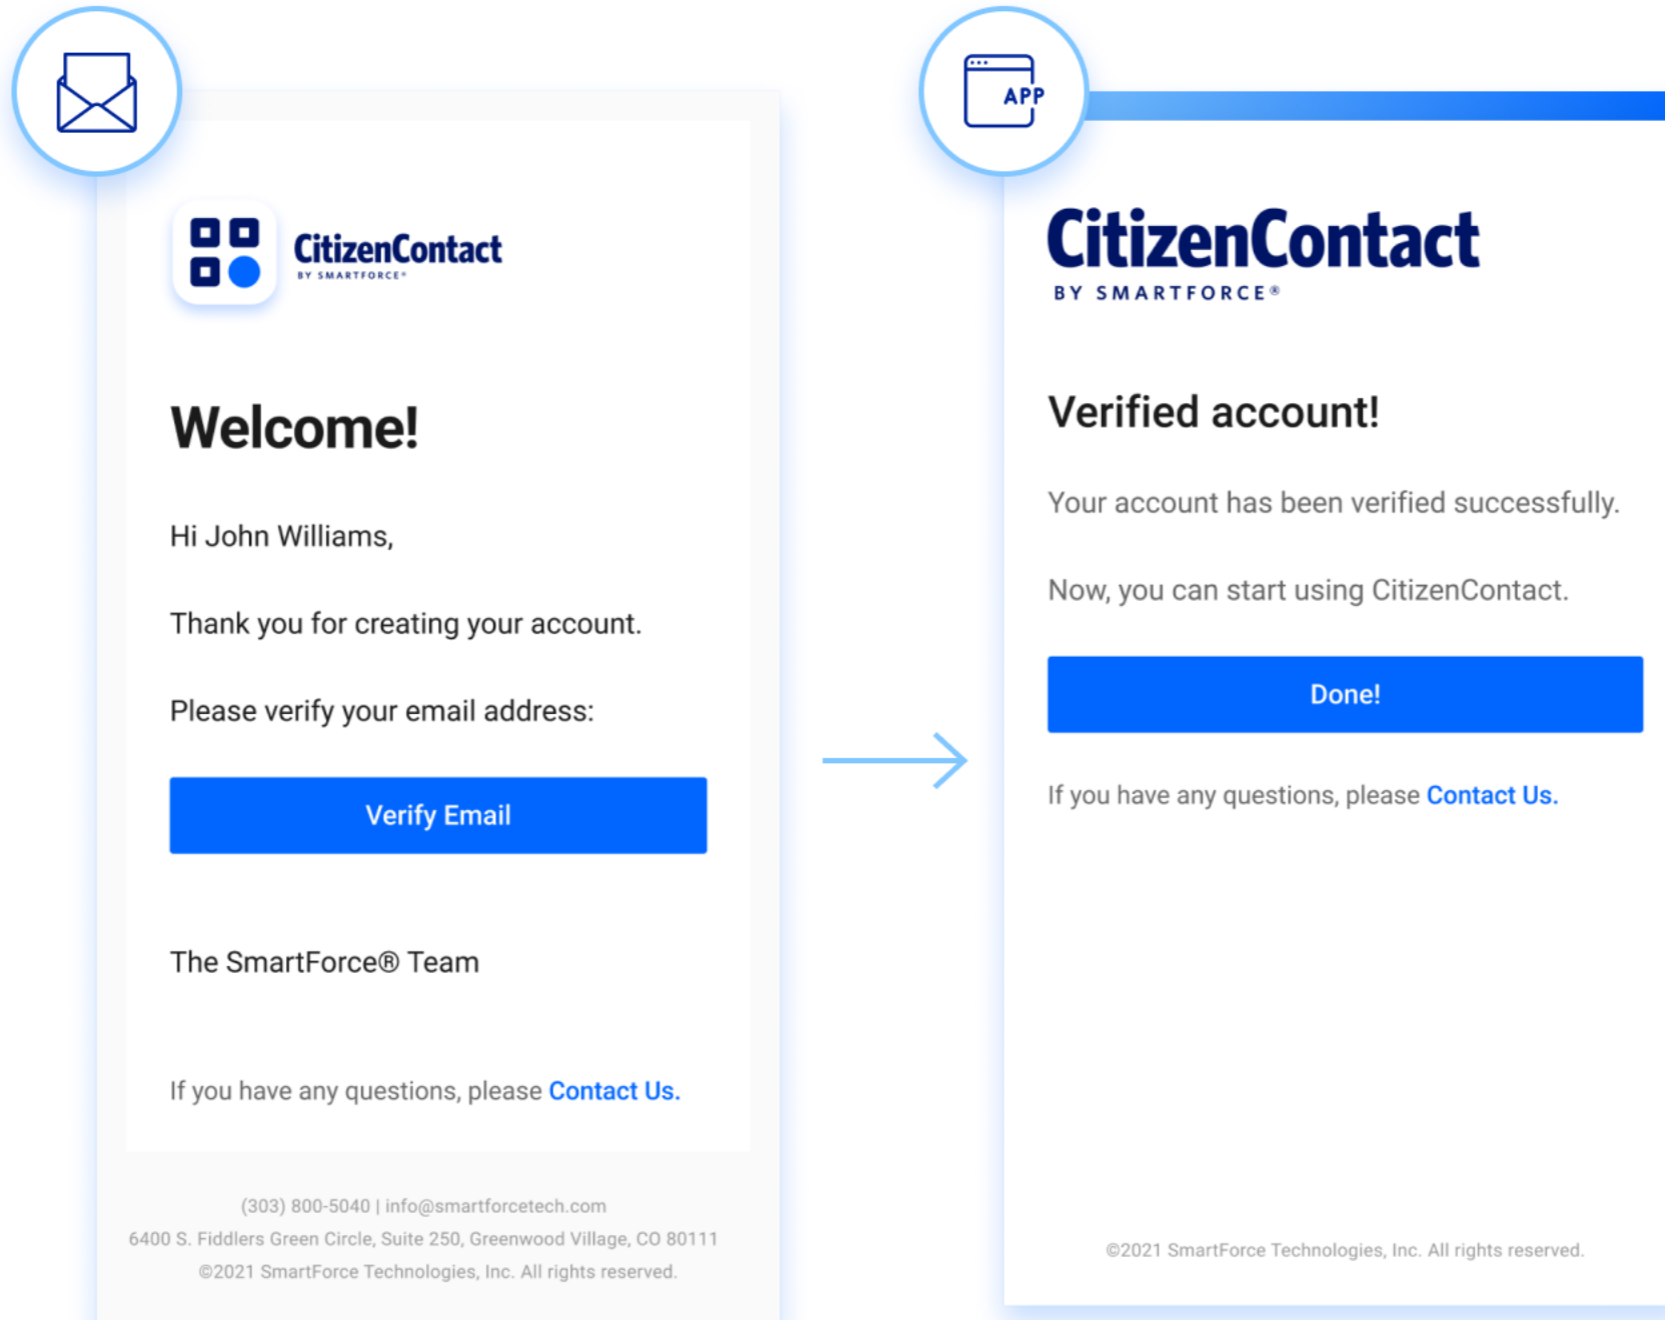 CitizenContact
BY SMARTFORCE®
Welcome!
Hi John Williams,
Thank you for creating your account.
Please verify your email address:
Verify Email
The SmartForce® Team
If you have any questions, please Contact Us.
(303) 800-5040 | info@smartforcetech.com
6400 S. Fiddlers Green Circle, Suite 250, Greenwood Village, CO 80111
©2021 SmartForce Technologies, Inc. All rights reserved.
APP
CitizenContact
BY SMARTFORCE®
Verified account!
Your account has been verified successfully.
Now, you can start using CitizenContact.
Done!
If you have any questions, please Contact Us.
©2021 SmartForce Technologies, Inc. All rights reserved.